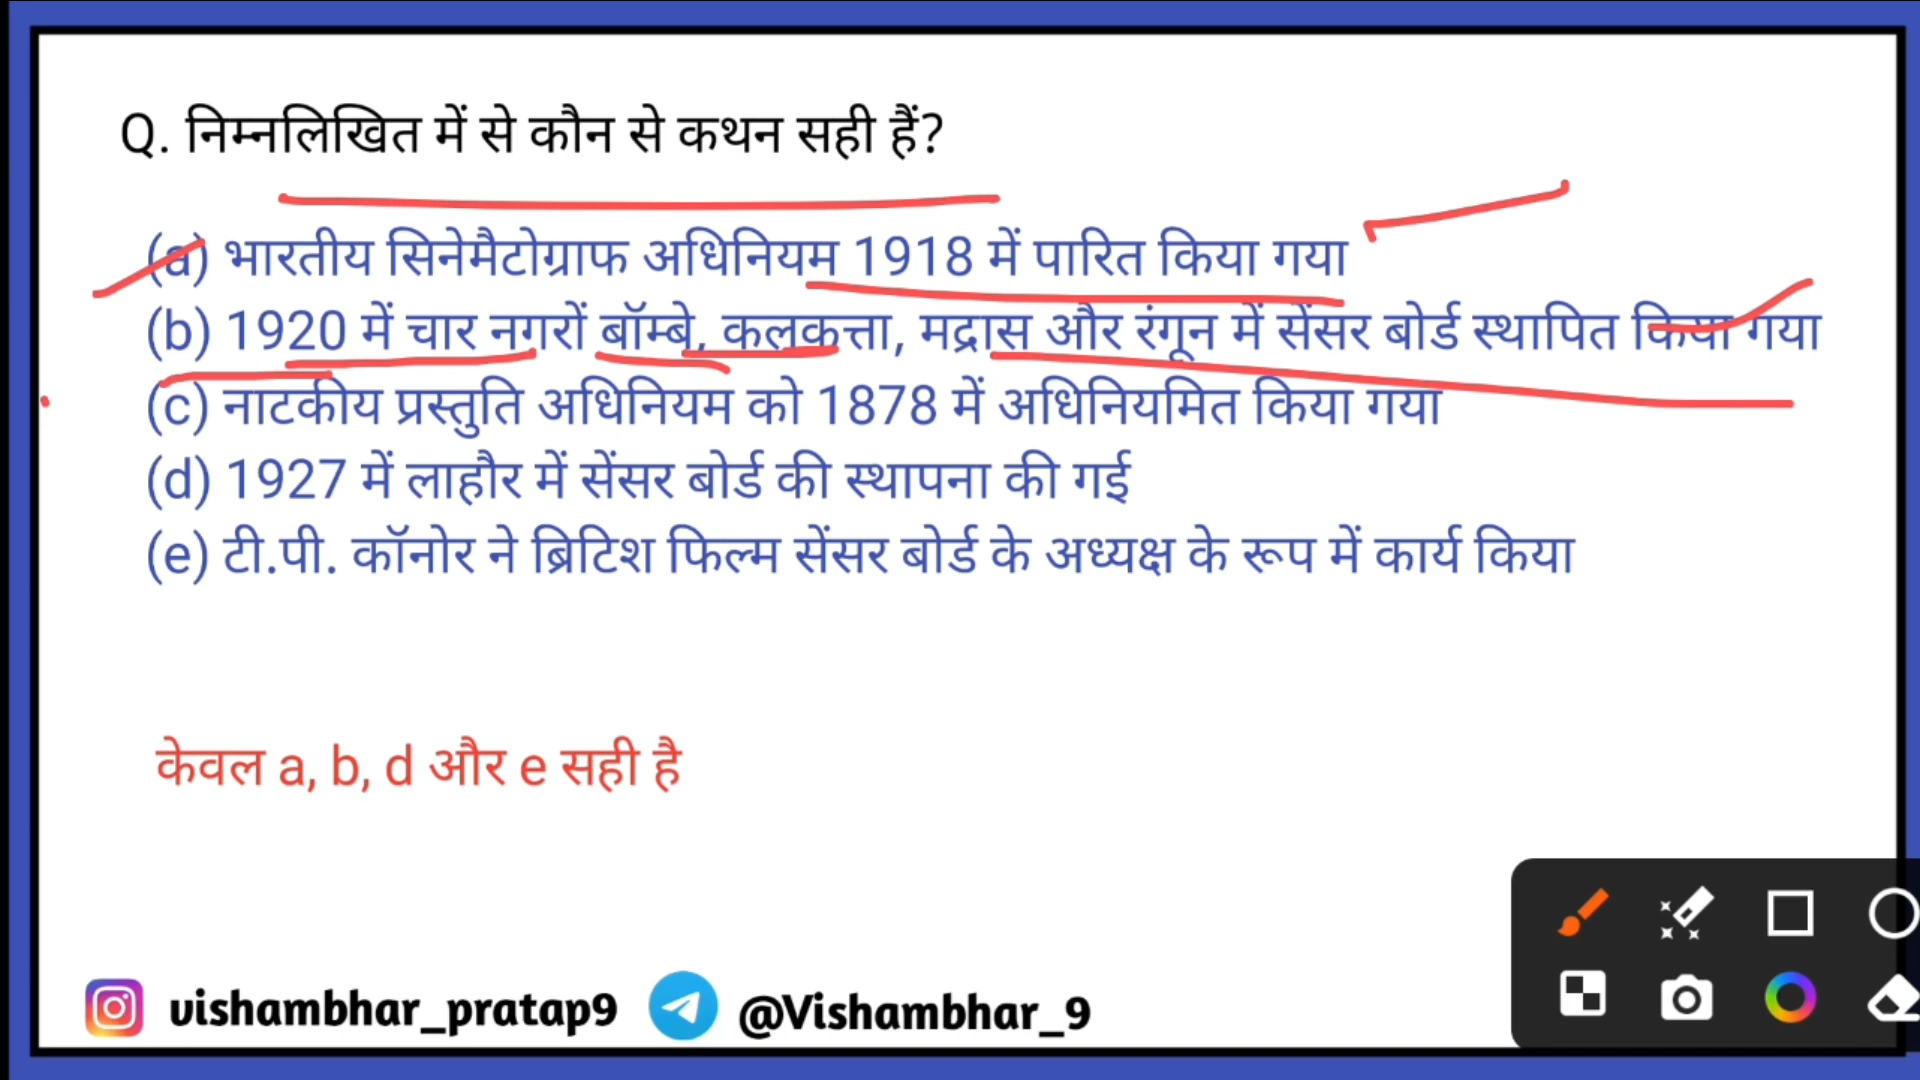 Q. निम्नलिखित में से कौन से कथन सही हैं?
(a) भारतीय सिनेमैटोग्राफ अधिनियम 1918 में पारित किया गया
(b) 1920 में चार नगरों बॉम्बे, कलकत्ता, मद्रास और रंगून में सेंसर बोर्ड स्थापित किया गया
(c) नाटकीय प्रस्तुति अधिनियम को 1878 में अधिनियमित किया गया
(d) 1927 में लाहौर में सेंसर बोर्ड की स्थापना की गई
(e) टी.पी. कॉनोर ने ब्रिटिश फिल्म सेंसर बोर्ड के अध्यक्ष के रूप में कार्य किया
केवल a, b, d और e सही है
vishambhar_pratap9 @Vishambhar_9